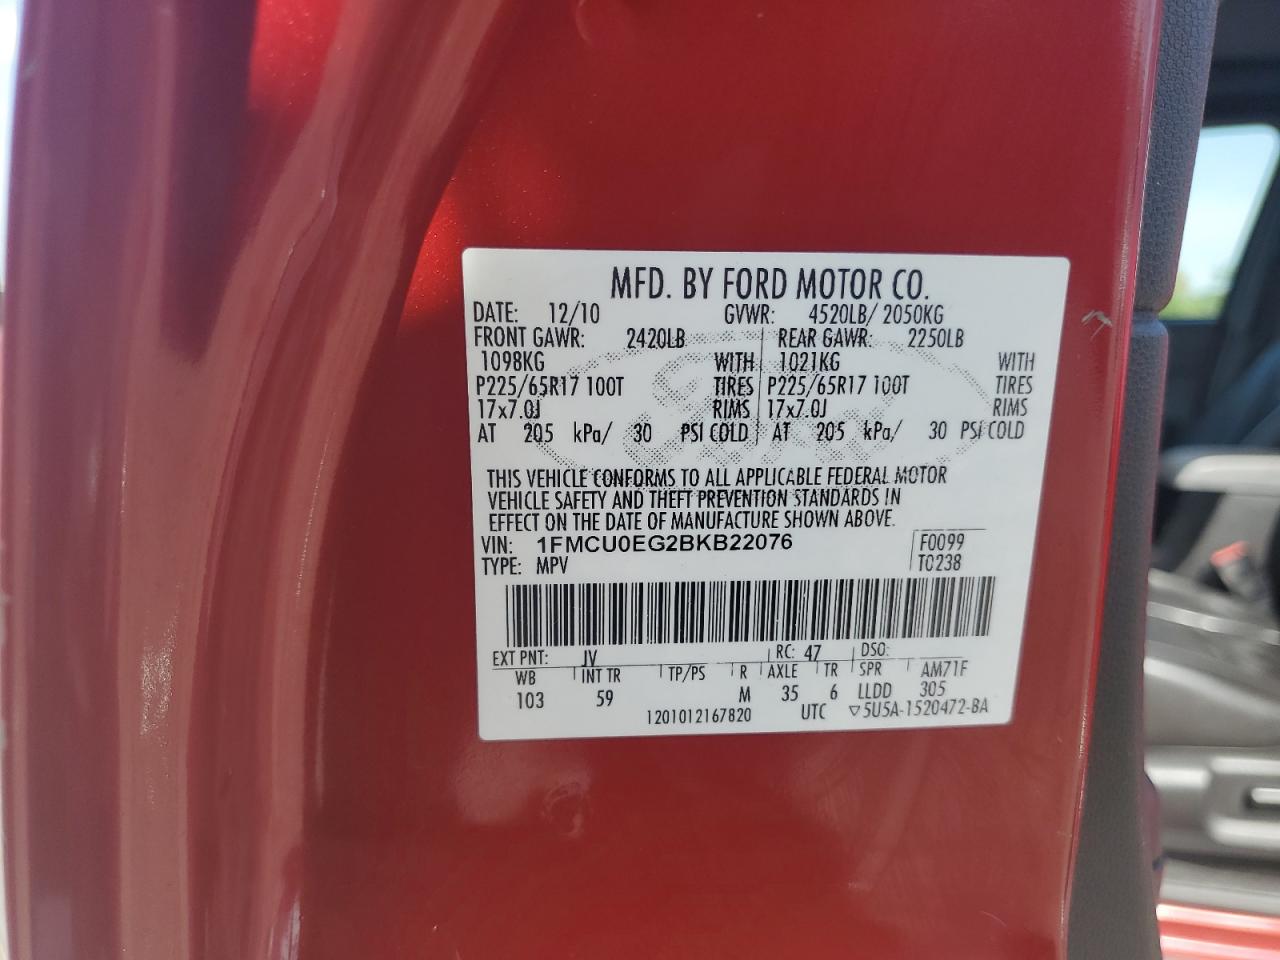 MFD. BY FORD MOTOR CO.
DATE: 12/10 GVWR: 4520LB/ 2050KG
FRONT GAWR: 2420LB REAR GAWR: 2250LB
1098KG WITH 1021KG WITH
P225/65R17 100T TIRES P225/65R17 100T TIRES
17x7.0J RIMS 17x7.0J RIMS
AT 205 kPa/ 30 PSI COLD AT 205 kPa/ 30 PSI COLD
THIS VEHICLE CONFORMS TO ALL APPLICABLE FEDERAL MOTOR
VEHICLE SAFETY AND THEFT PREVENTION STANDARDS IN
EFFECT ON THE DATE OF MANUFACTURE SHOWN ABOVE.
VIN: 1FMCU0EG2BKB22076 F0099
TYPE: MPV T0238
EXT PNT: JV RC: 47 DSO:
WB INT TR TP/PS R AXLE TR SPR AM71F
103 59 M 35 6 LLDD 305
1201012167820 UTC ▽5U5A-1520472-BA